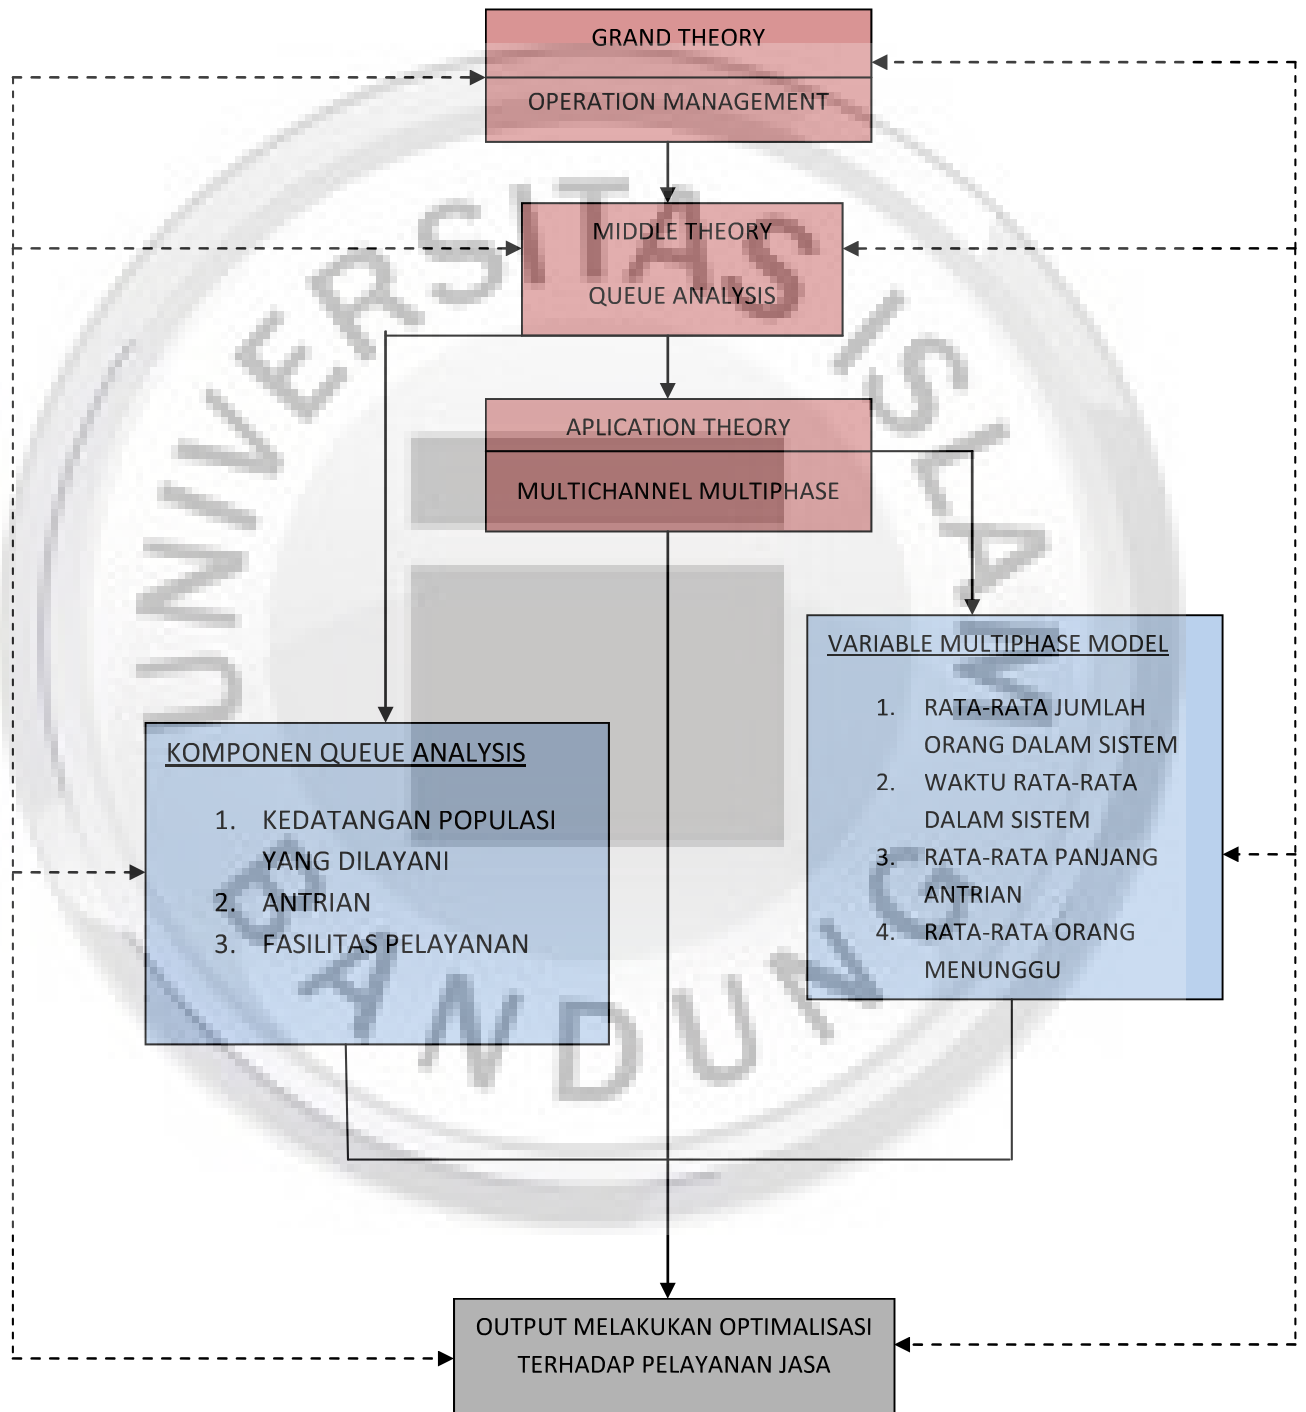 GRAND THEORY
OPERATION MANAGEMENT
MIDDLE THEORY
QUEUE ANALYSIS
APLICATION THEORY
MULTICHANNEL MULTIPHASE
VARIABLE MULTIPHASE MODEL
1. RATA-RATA JUMLAH
ORANG DALAM SISTEM
2. WAKTU RATA-RATA
DALAM SISTEM
3. RATA-RATA PANJANG
ANTRIAN
4. RATA-RATA ORANG
MENUNGGU
KOMPONEN QUEUE ANALYSIS
1. KEDATANGAN POPULASI
YANG DILAYANI
2. ANTRIAN
3. FASILITAS PELAYANAN
OUTPUT MELAKUKAN OPTIMALISASI
TERHADAP PELAYANAN JASA
UNIVERSITAS ISLAM
BANDUNG